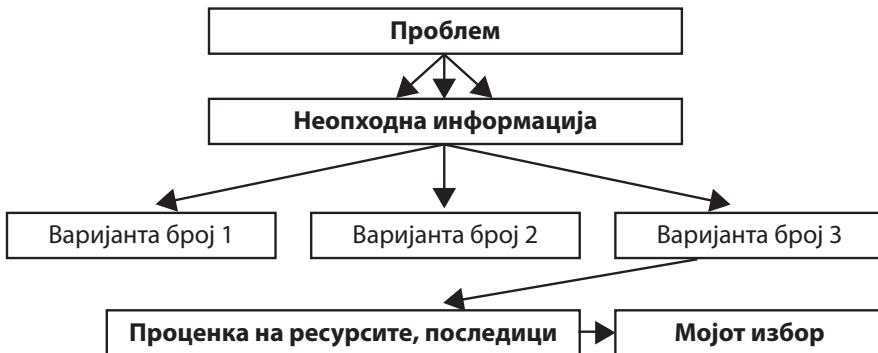 Проблем
Неопходна информација
Варијанта број 1
Варијанта број 2
Варијанта број 3
Проценка на ресурсите, последици
Мојот избор